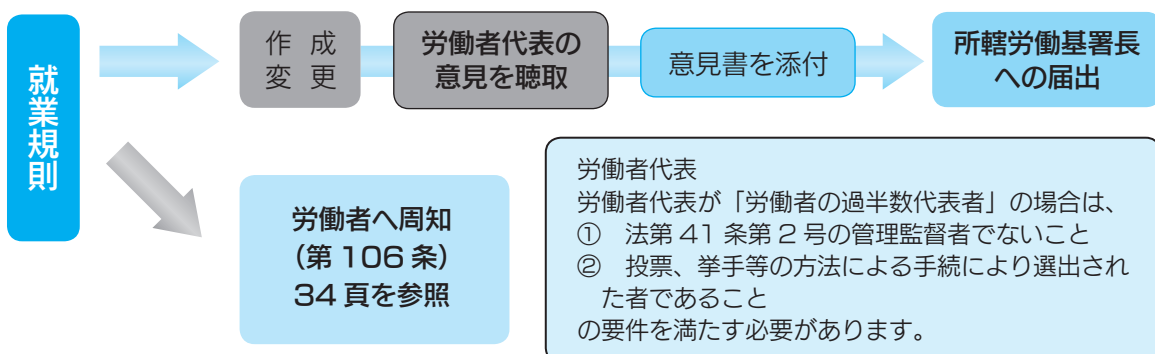 就業規則
作 成
変 更
労働者代表の
意見を聴取
意見書を添付
所轄労働基署長
への届出
労働者へ周知
(第 106 条)
34 頁を参照
労働者代表
労働者代表が「労働者の過半数代表者」の場合は、
① 法第 41 条第 2 号の管理監督者でないこと
② 投票、挙手等の方法による手続により選出され
た者であること
の要件を満たす必要があります。